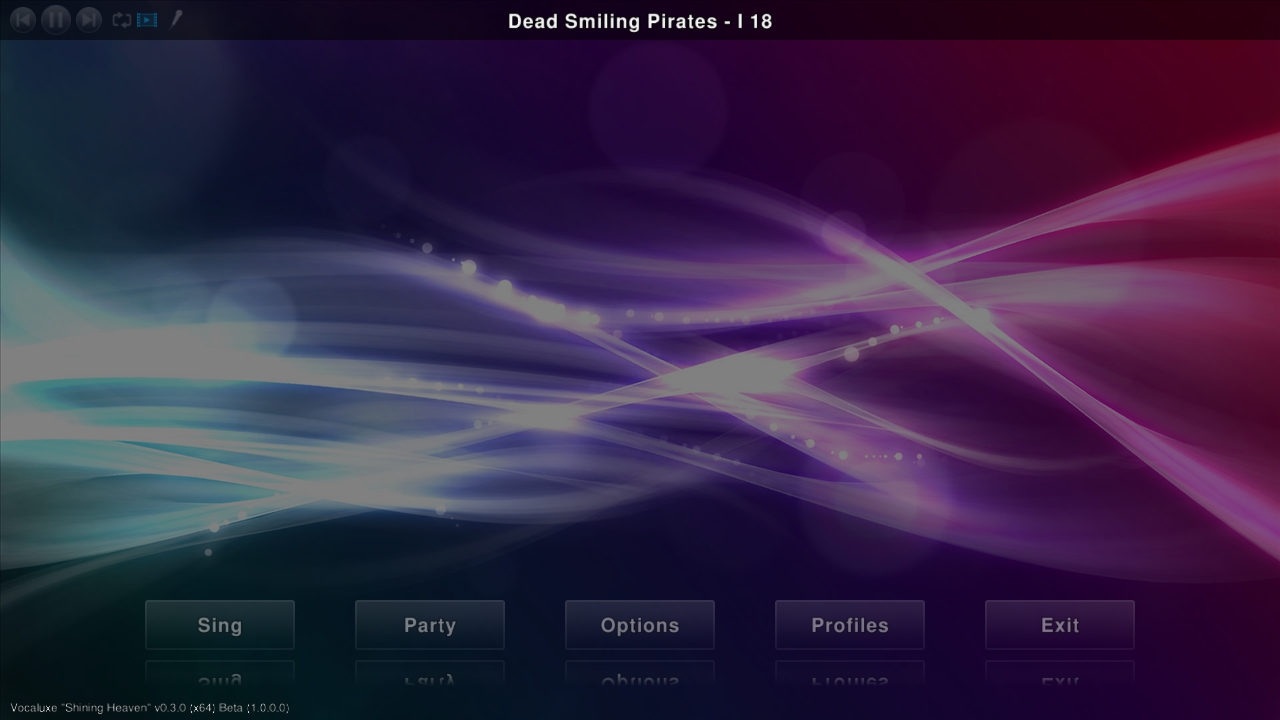 Dead Smiling Pirates - I 18
Sing Party Options Profiles Exit
Vocaluxe "Shining Heaven" v0.3.0 (x64) Beta (1.0.0.0)